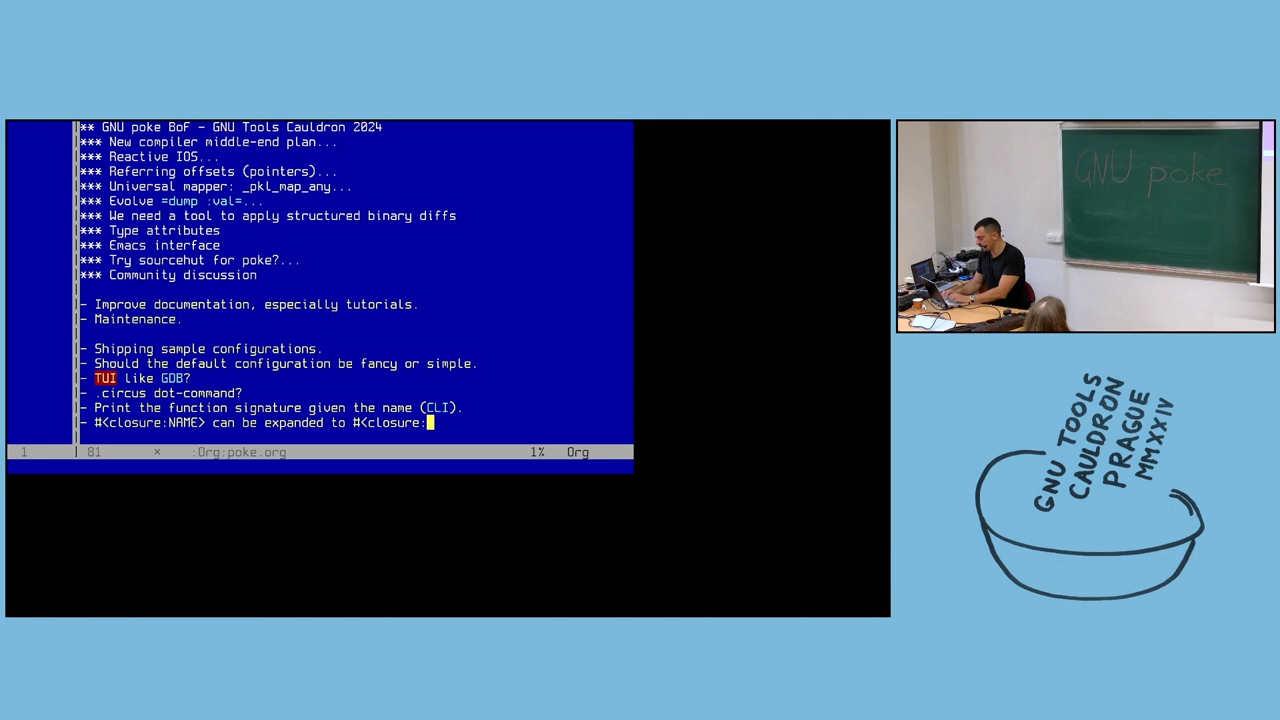 ** GNU poke BoF - GNU Tools Cauldron 2024
*** New compiler middle-end plan...
*** Reactive IOS...
*** Referring offsets (pointers)...
*** Universal mapper: _pkl_map_any...
*** Evolve =dump :val=...
*** We need a tool to apply structured binary diffs
*** Type attributes
*** Emacs interface
*** Try sourcehut for poke?...
*** Community discussion
- Improve documentation, especially tutorials.
- Maintenance.
- Shipping sample configurations.
- Should the default configuration be fancy or simple.
- TUI like GDB?
- .circus dot-command?
- Print the function signature given the name (CLI).
- #<closure:NAME> can be expanded to #<closure:
1 | 81 × :Org:poke.org 1% Org
GNU poke
GNU TOOLS
CAULDRON
PRAGUE
MMXXIV